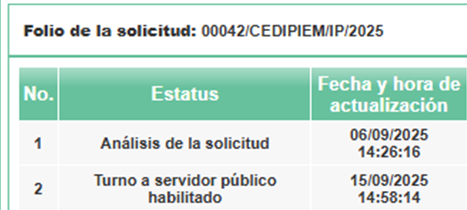 Folio de la solicitud: 00042/CEDIPIEM/IP/2025
No. Estatus Fecha y hora de
actualización
1 Análisis de la solicitud 06/09/2025
14:26:16
2 Turno a servidor público 15/09/2025
habilitado 14:58:14